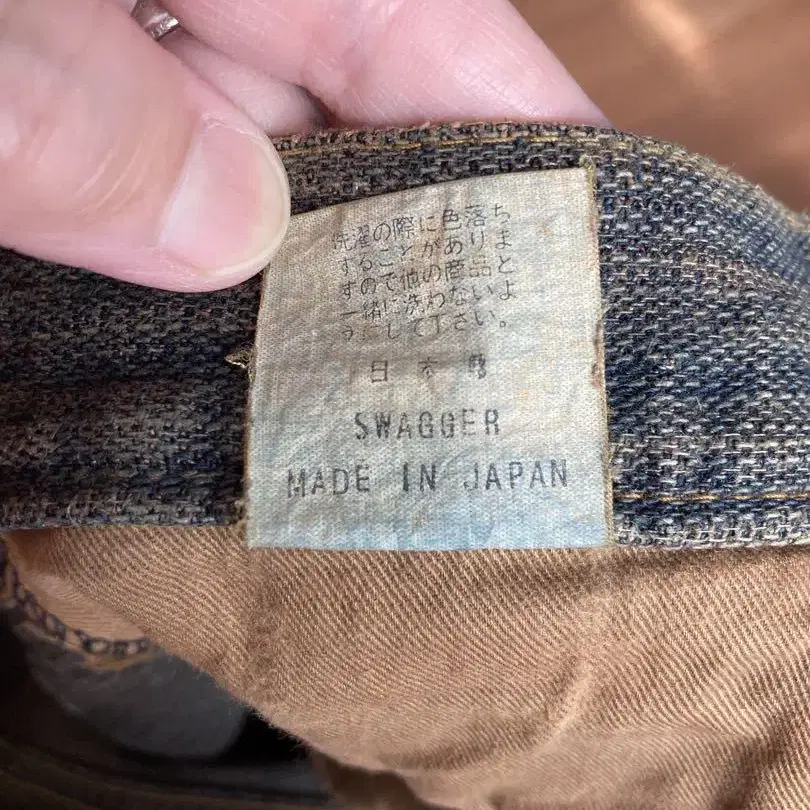 洗濯の際に色落ち
することがありま
すので他の商品と
一緒に洗わないよ
うにして下さい。
日本製
SWAGGER
MADE IN JAPAN